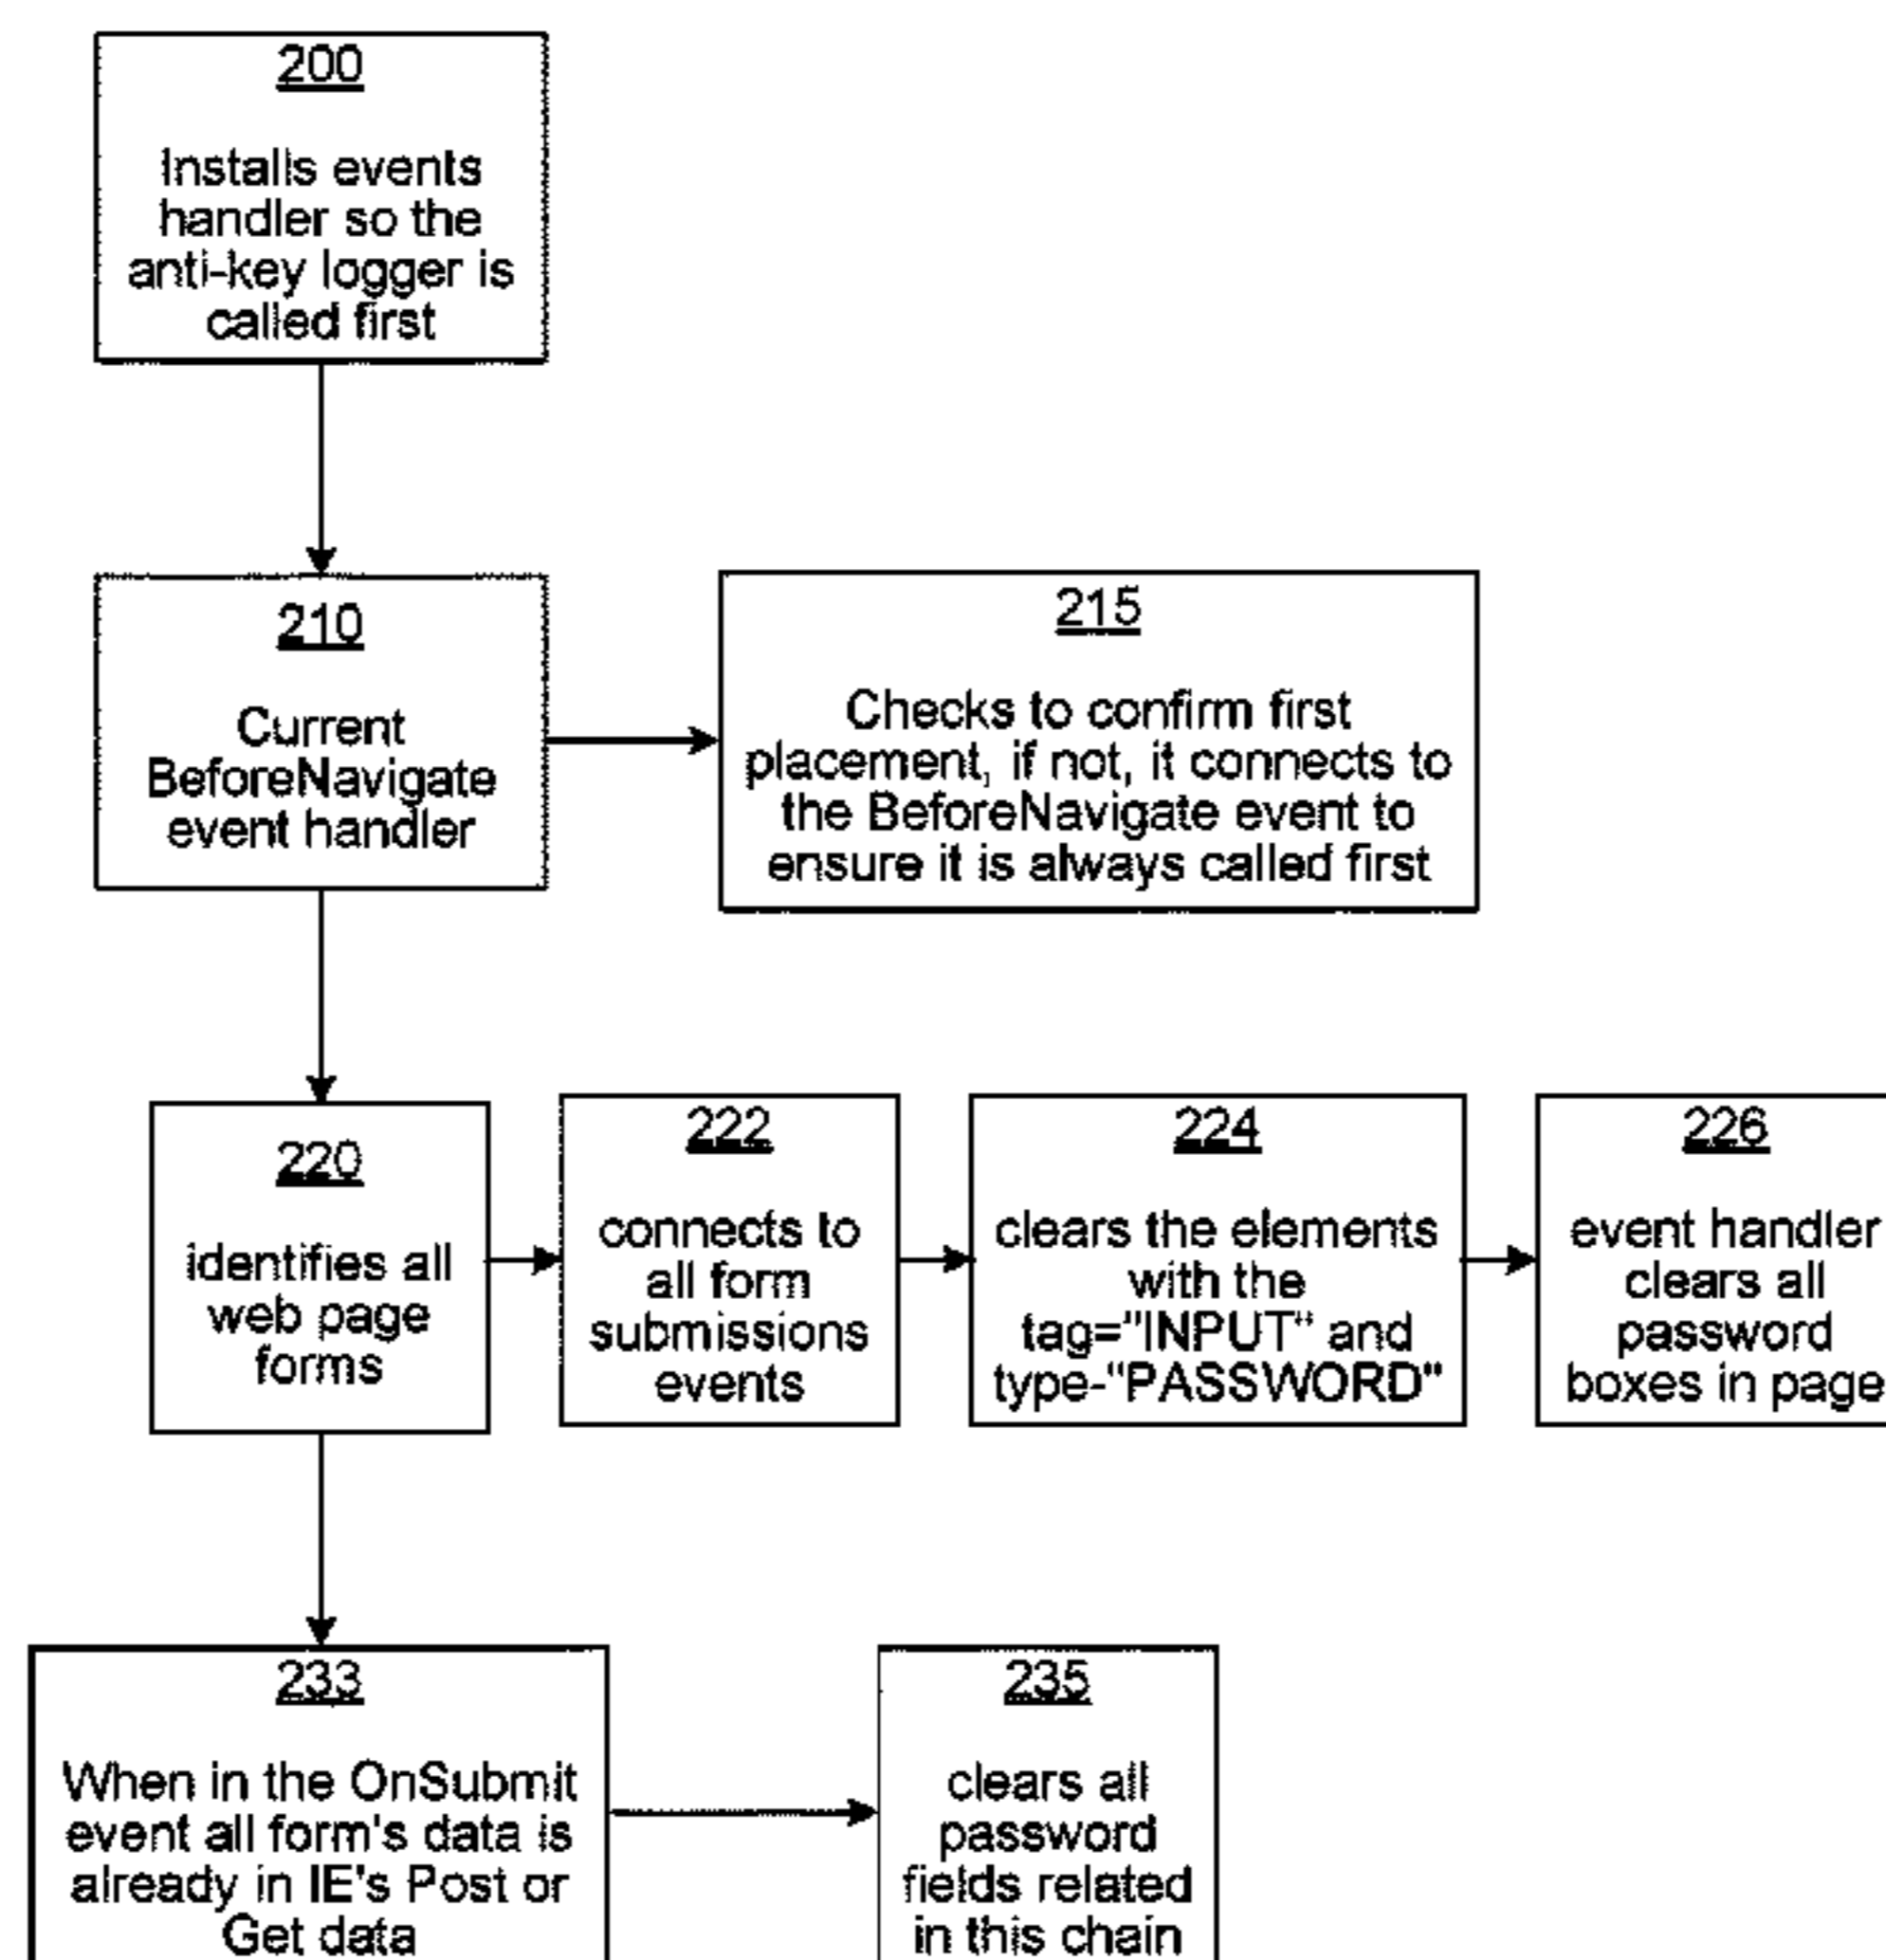 200
Installs events
handler so the
anti-key logger is
called first
210
Current
BeforeNavigate
event handler
215
Checks to confirm first
placement, if not, it connects to
the BeforeNavigate event to
ensure it is always called first
220
identifies all
web page
forms
222
connects to
all form
submissions
events
224
clears the elements
with the
tag="INPUT" and
type-"PASSWORD"
226
event handler
clears all
password
boxes in page
233
When in the OnSubmit
event all form's data is
already in IE's Post or
Get data
235
clears all
password
fields related
in this chain